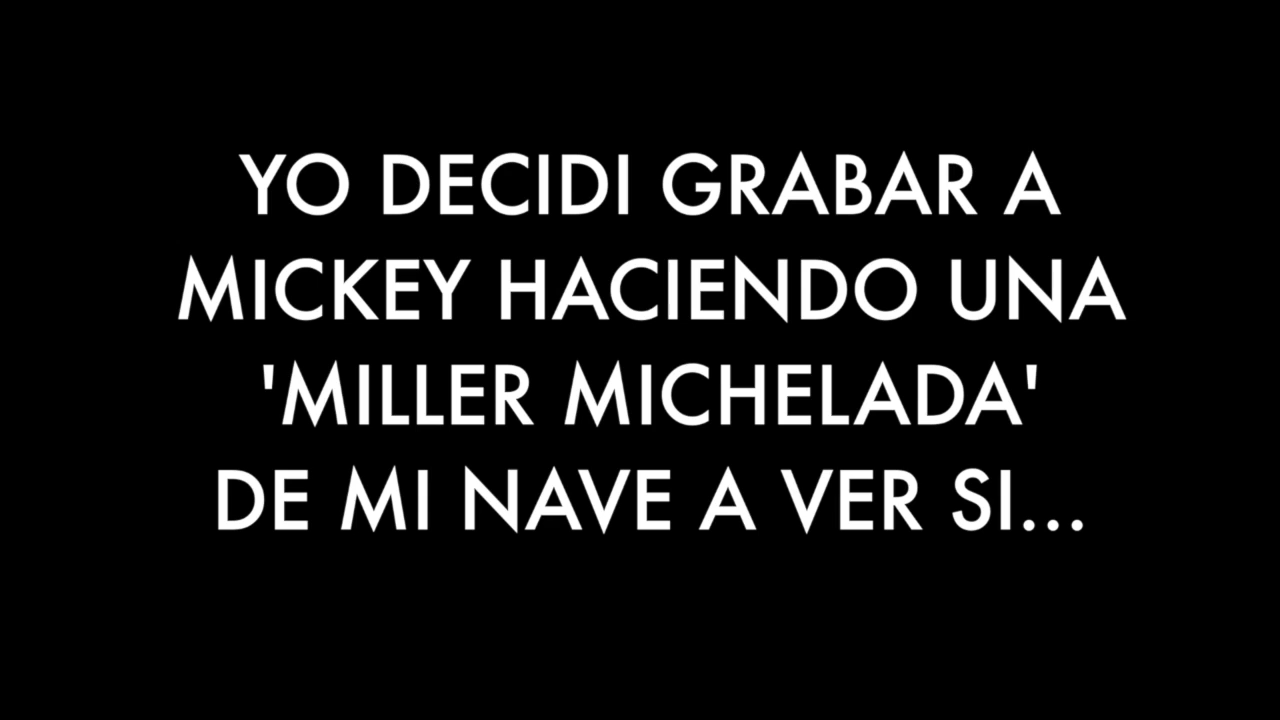 YO DECIDI GRABAR A
MICKEY HACIENDO UNA
'MILLER MICHELADA'
DE MI NAVE A VER SI...